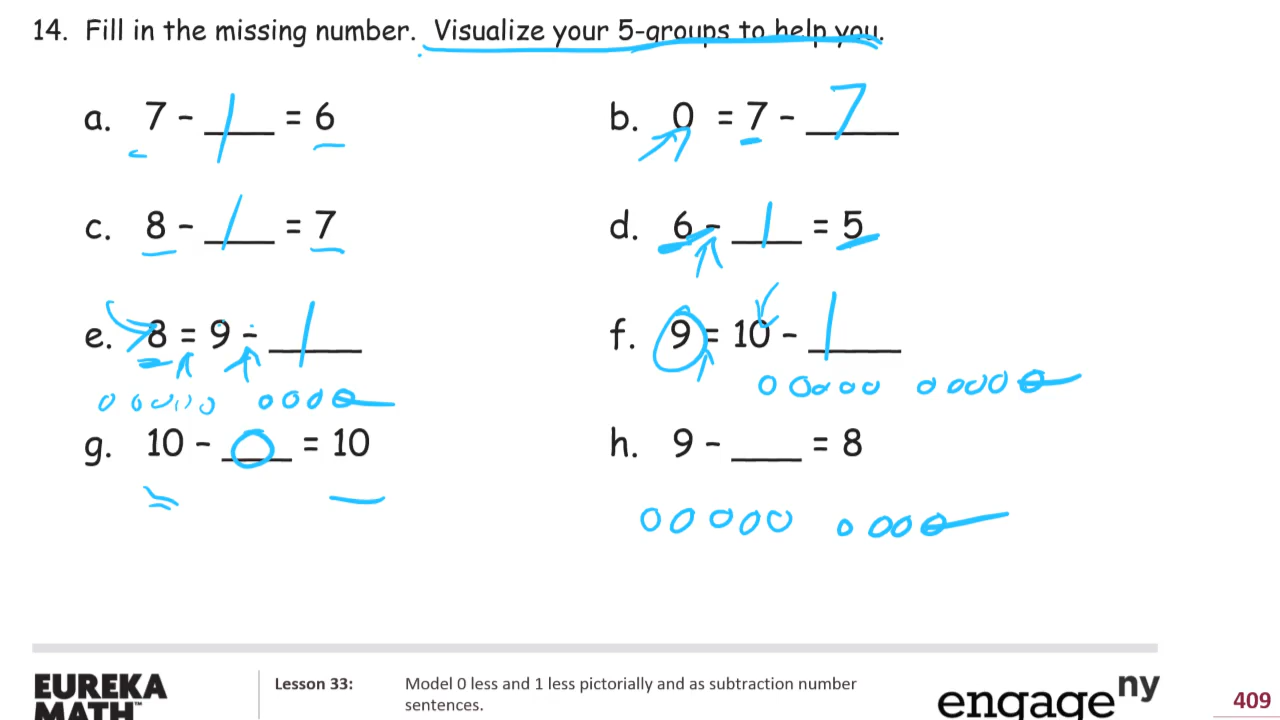 14. Fill in the missing number. Visualize your 5-groups to help you.
a. 7 - 1 = 6
b. 0 = 7 - 7
c. 8 - 1 = 7
d. 6 - 1 = 5
e. 8 = 9 - 1
f. 9 = 10 - 1
g. 10 - 0 = 10
h. 9 - ___ = 8
EUREKA
MATH™
Lesson 33:
Model 0 less and 1 less pictorially and as subtraction number
sentences.
engage ny
409